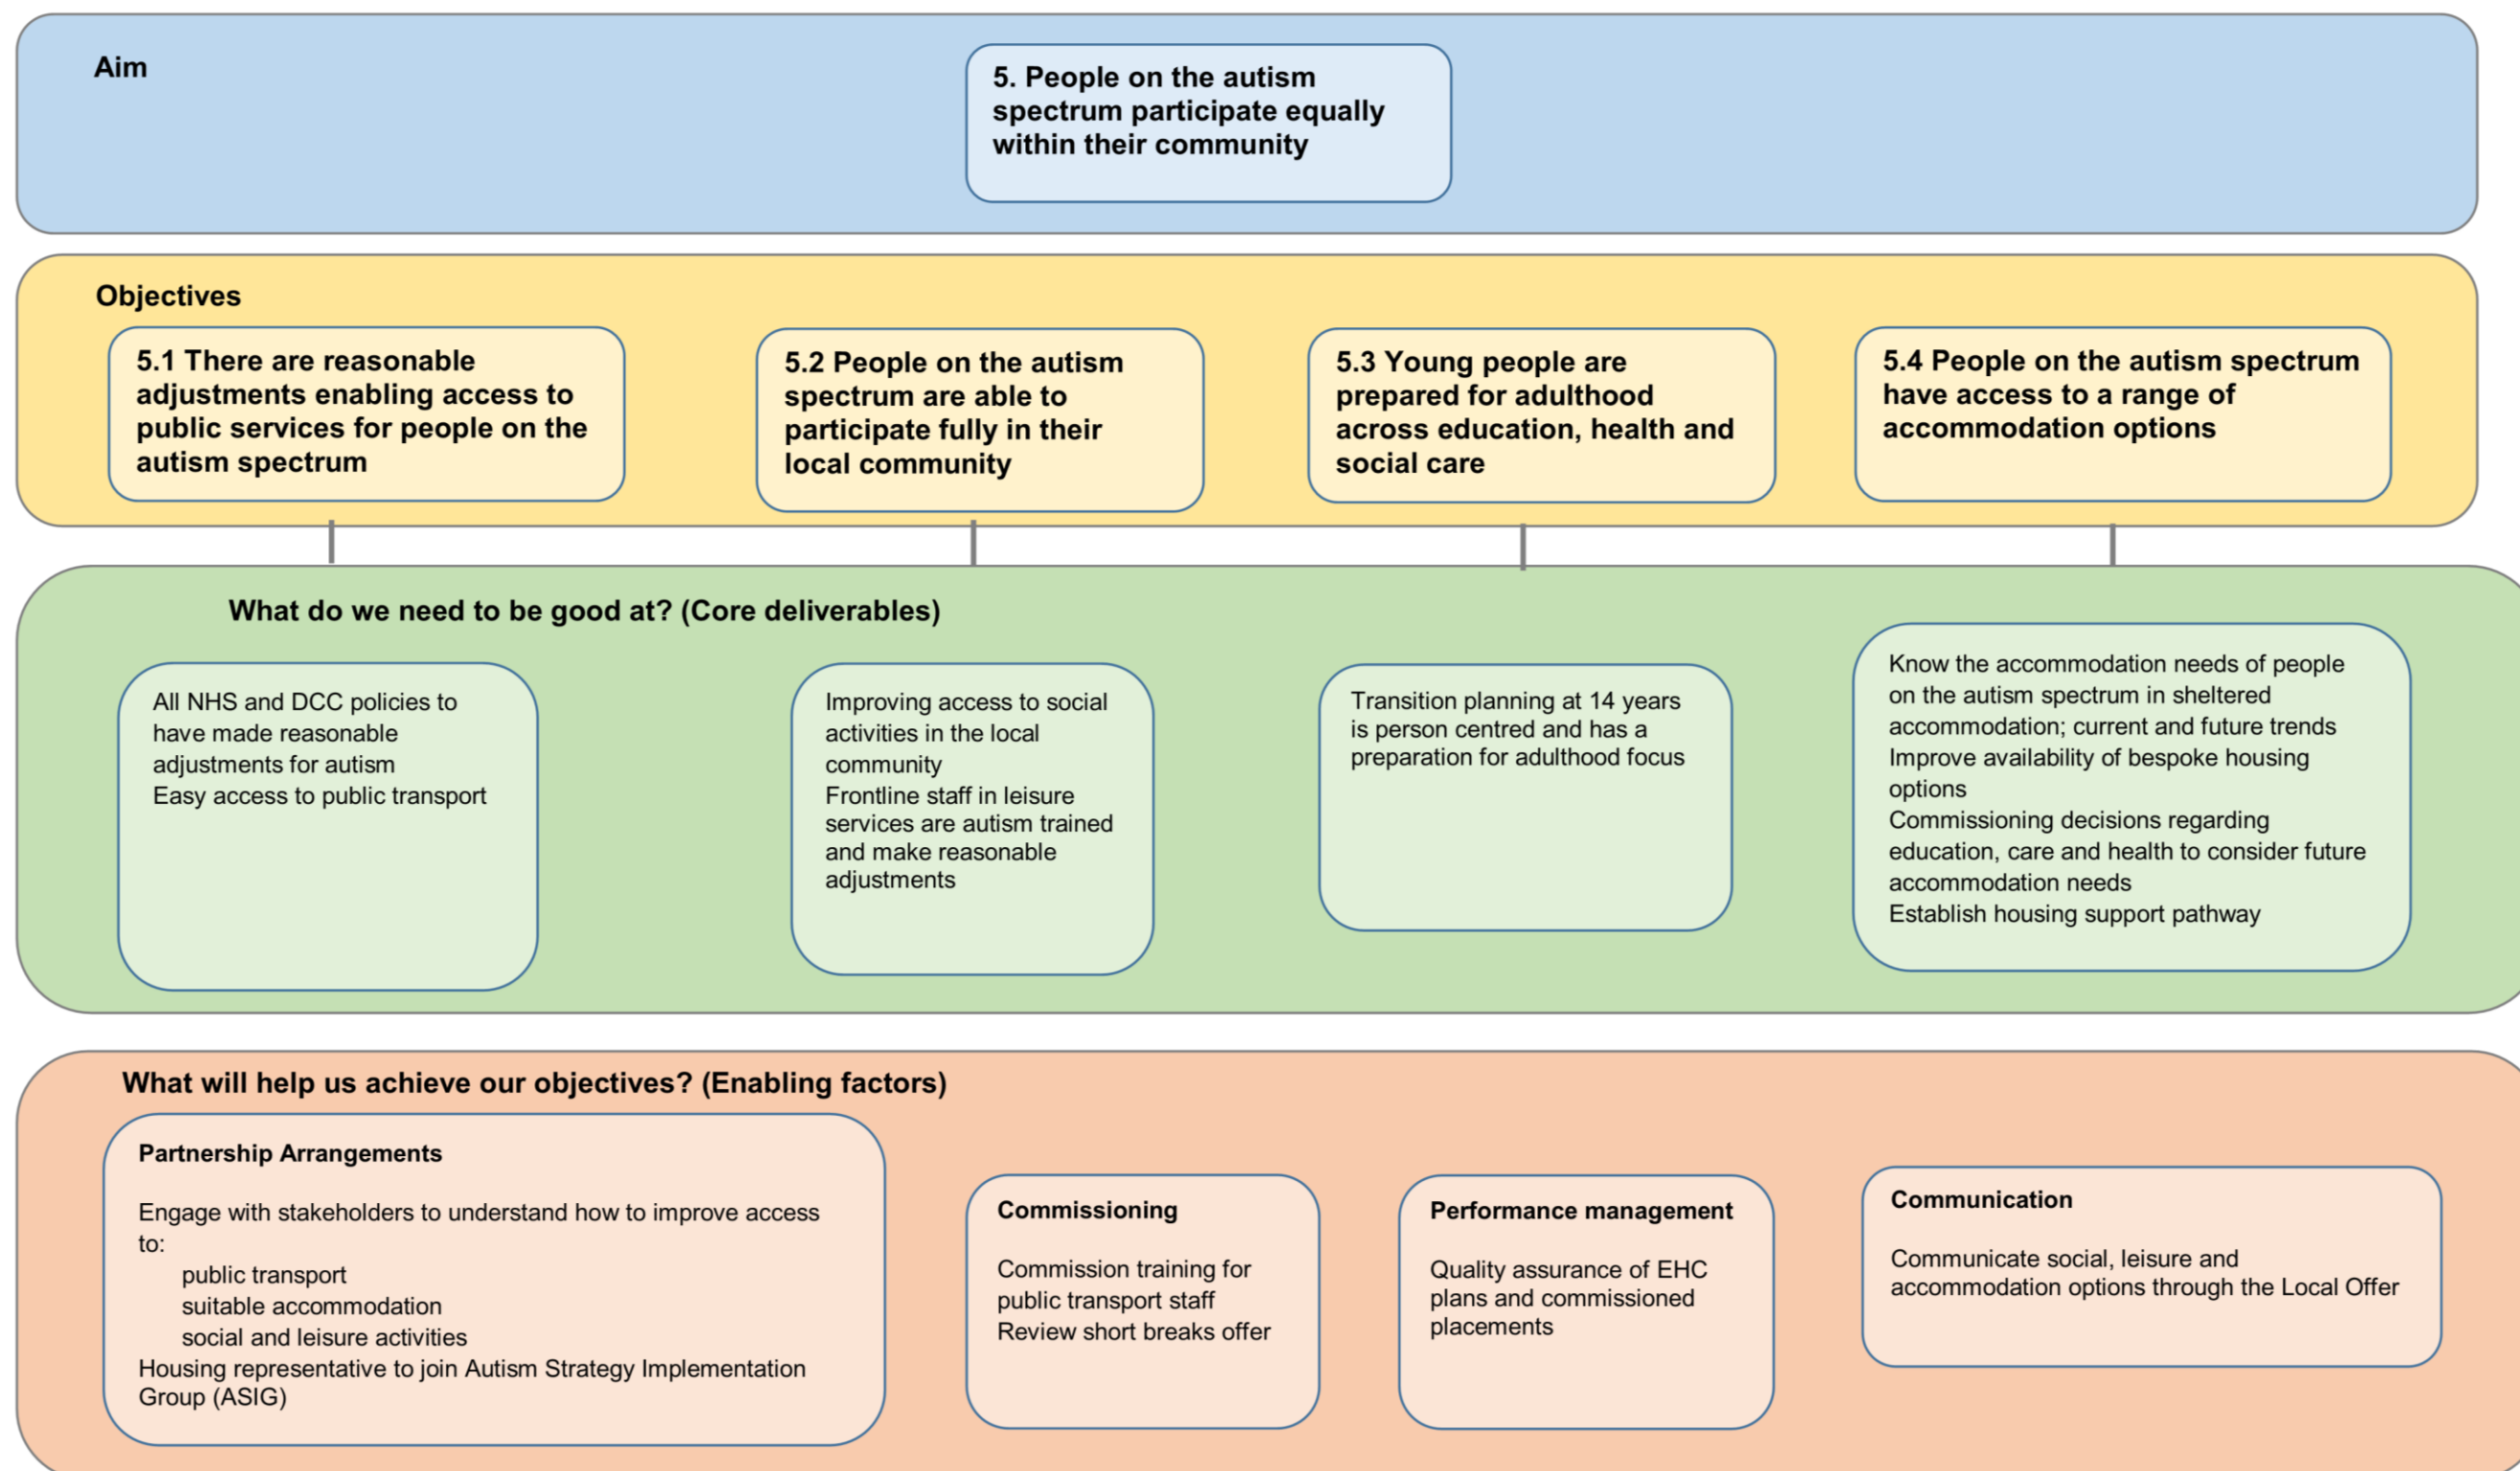 Aim
5. People on the autism
spectrum participate equally
within their community
Objectives
5.1 There are reasonable
adjustments enabling access to
public services for people on the
autism spectrum
5.2 People on the autism
spectrum are able to
participate fully in their
local community
5.3 Young people are
prepared for adulthood
across education, health and
social care
5.4 People on the autism spectrum
have access to a range of
accommodation options
What do we need to be good at? (Core deliverables)
All NHS and DCC policies to
have made reasonable
adjustments for autism
Easy access to public transport
Improving access to social
activities in the local
community
Frontline staff in leisure
services are autism trained
and make reasonable
adjustments
Transition planning at 14 years
is person centred and has a
preparation for adulthood focus
Know the accommodation needs of people
on the autism spectrum in sheltered
accommodation; current and future trends
Improve availability of bespoke housing
options
Commissioning decisions regarding
education, care and health to consider future
accommodation needs
Establish housing support pathway
What will help us achieve our objectives? (Enabling factors)
Partnership Arrangements
Engage with stakeholders to understand how to improve access
to:
public transport
suitable accommodation
social and leisure activities
Housing representative to join Autism Strategy Implementation
Group (ASIG)
Commissioning
Commission training for
public transport staff
Review short breaks offer
Performance management
Quality assurance of EHC
plans and commissioned
placements
Communication
Communicate social, leisure and
accommodation options through the Local Offer